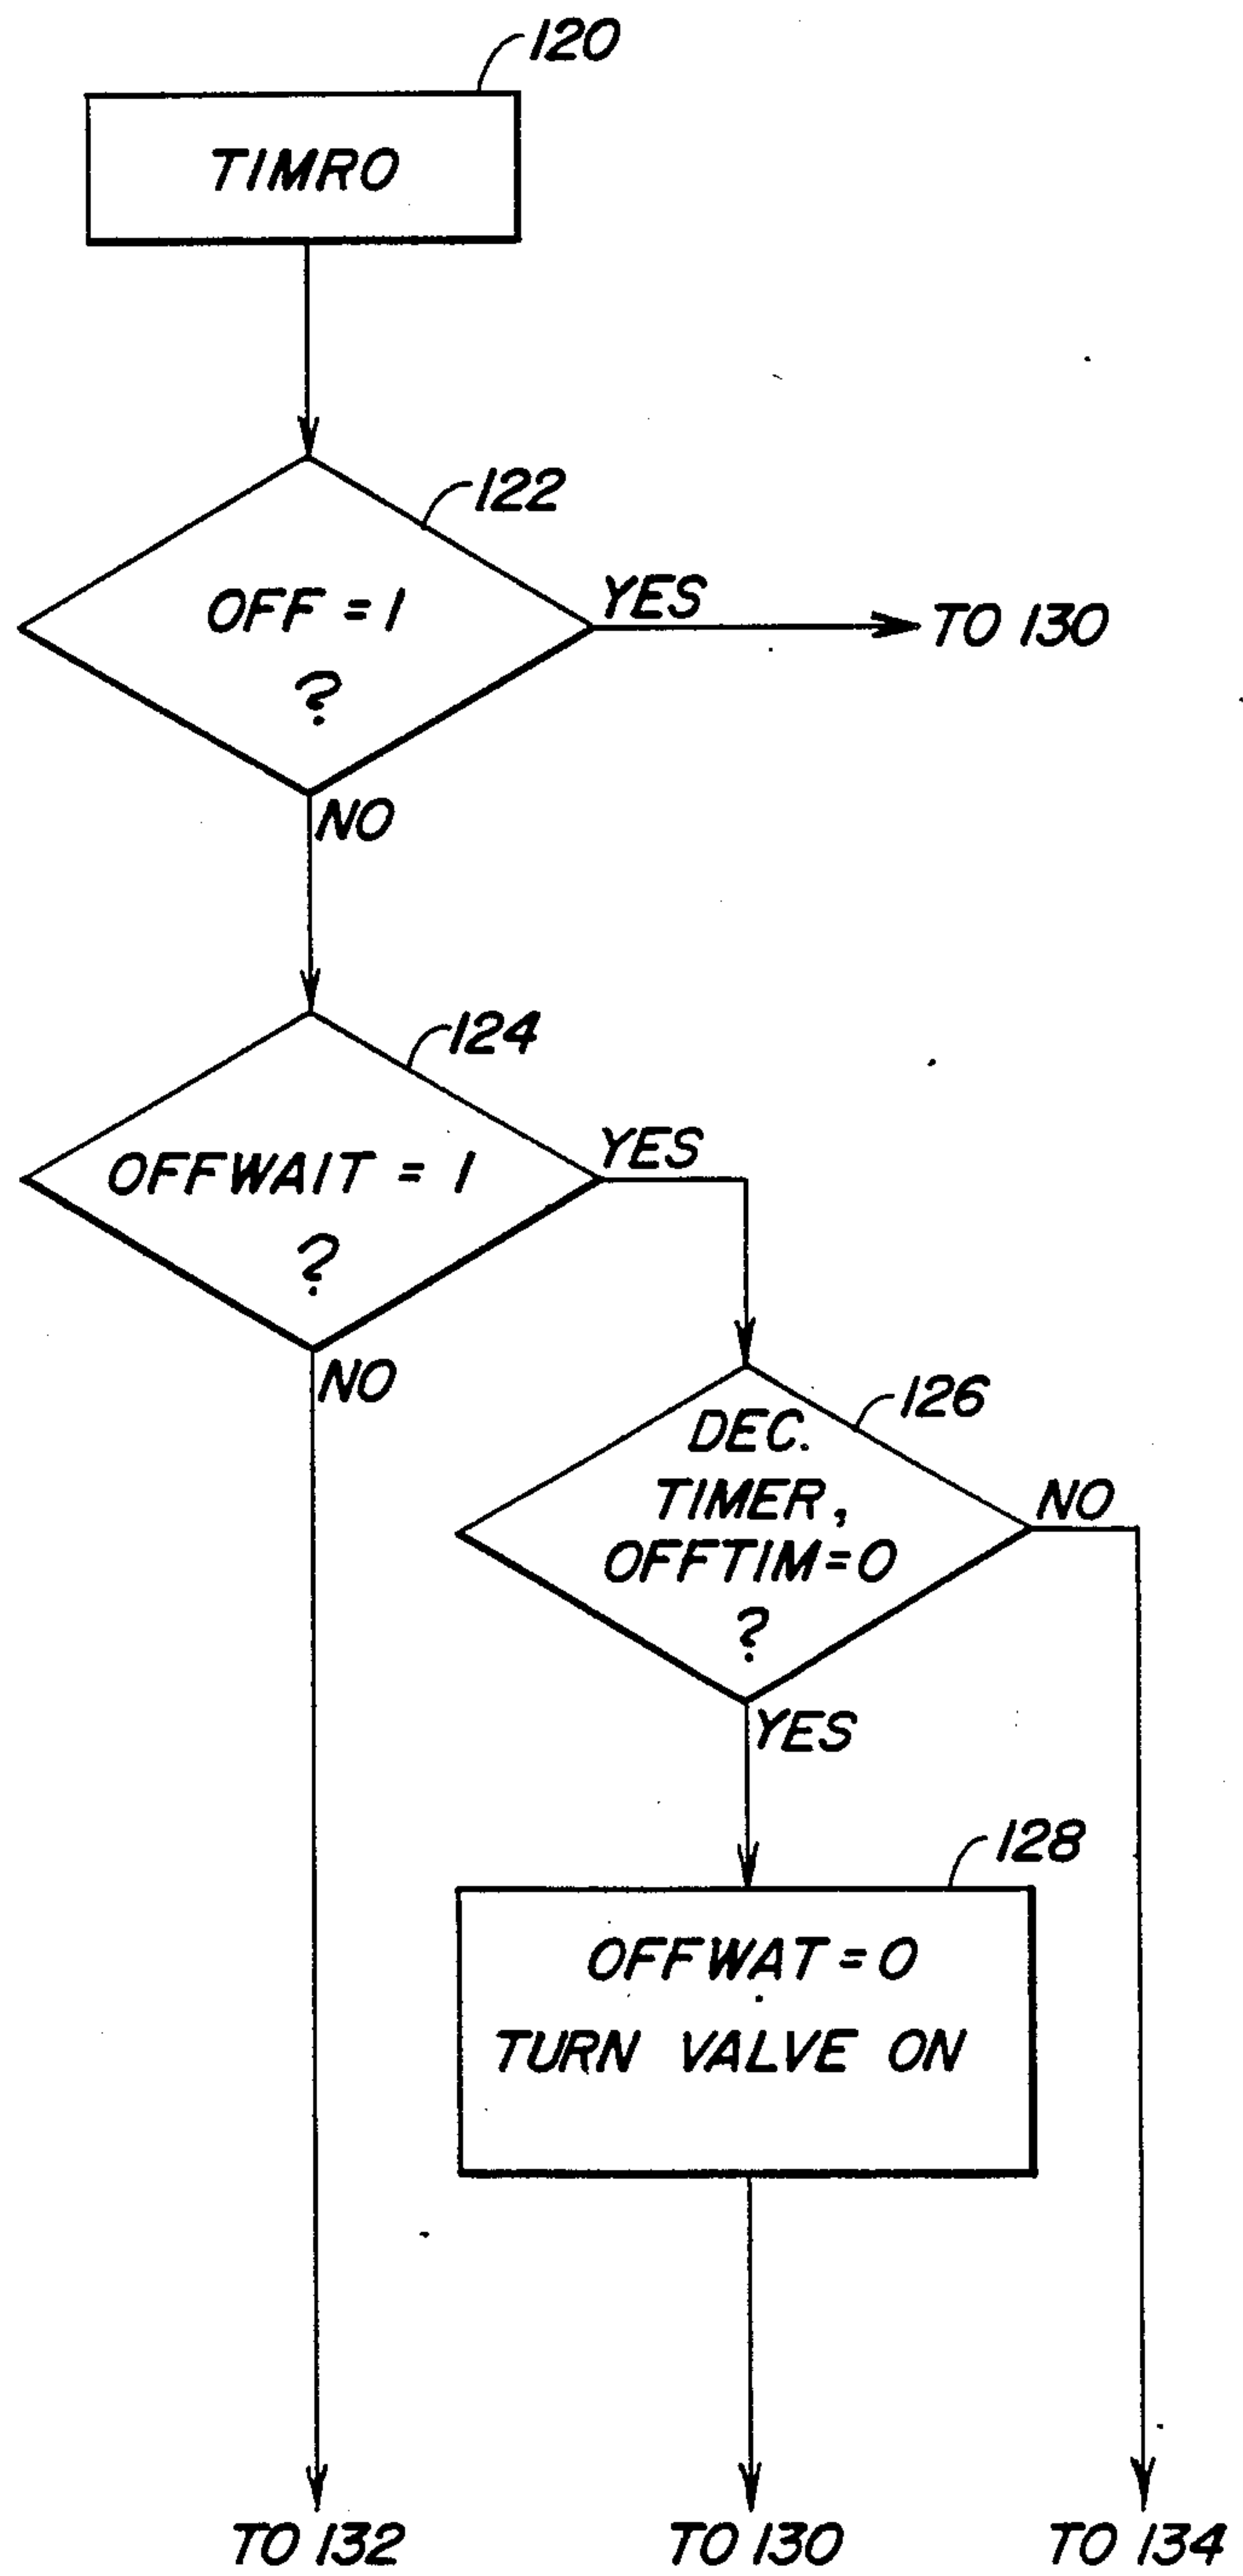 120
TIMRO
122
OFF = 1
?
YES
TO 130
NO
124
OFFWAIT = 1
?
YES
NO
126
DEC.
TIMER,
OFFTIM=0
?
NO
YES
128
OFFWAT = 0
TURN VALVE ON
TO 132
TO 130
TO 134